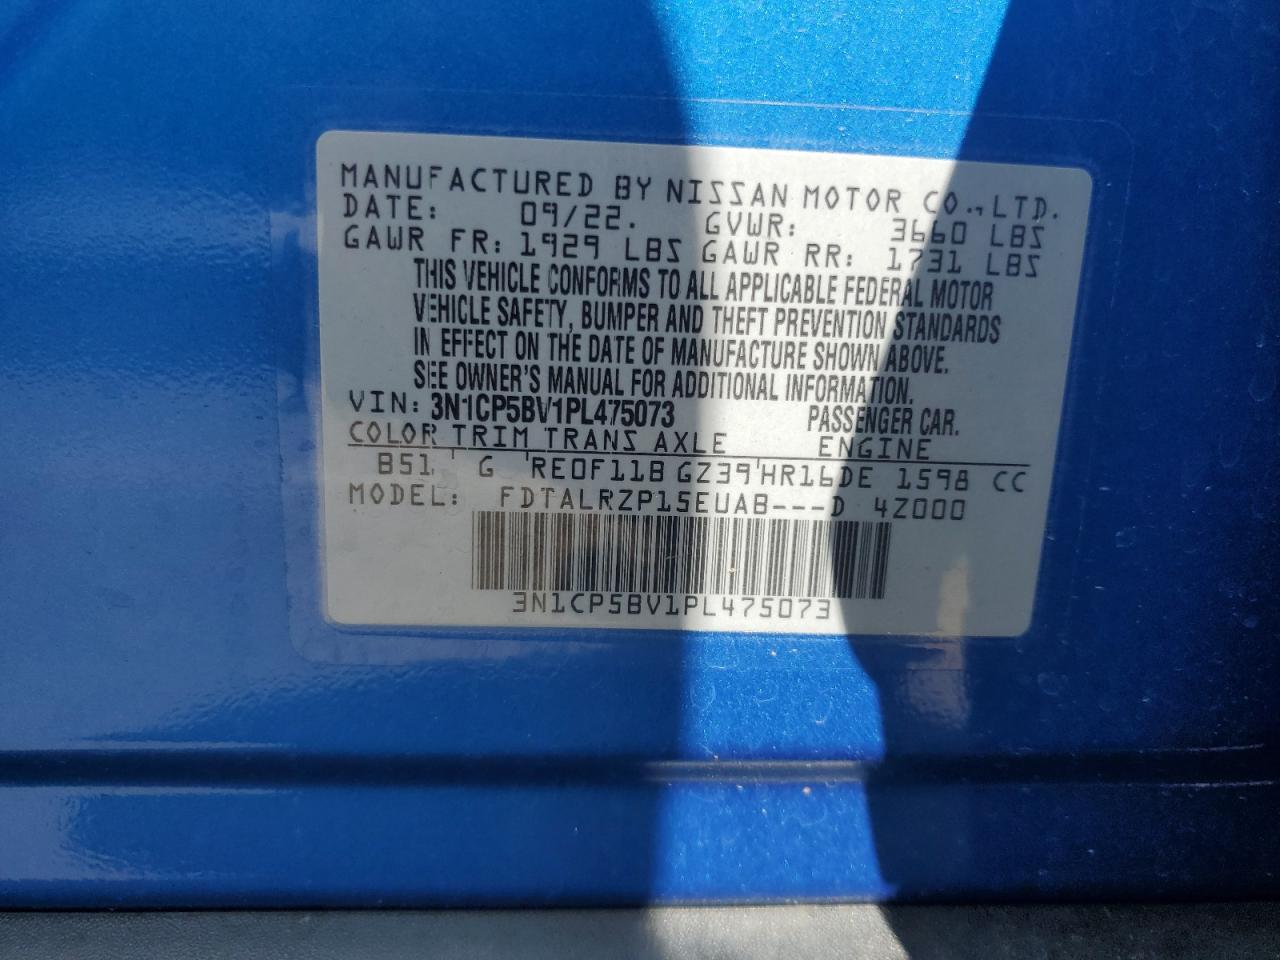 MANUFACTURED BY NISSAN MOTOR CO., LTD.
DATE: 09/22. GVWR: 3660 LBS
GAWR FR: 1929 LBS GAWR RR: 1731 LBS
THIS VEHICLE CONFORMS TO ALL APPLICABLE FEDERAL MOTOR
VEHICLE SAFETY, BUMPER AND THEFT PREVENTION STANDARDS
IN EFFECT ON THE DATE OF MANUFACTURE SHOWN ABOVE.
SEE OWNER'S MANUAL FOR ADDITIONAL INFORMATION.
VIN: 3N1CP5BV1PL475073 PASSENGER CAR.
COLOR TRIM TRANS AXLE ENGINE
B51 ' G 'RE0F11B GZ39'HR16DE 1598 CC
MODEL: FDTALRZP15EUAB---D 4Z000
3N1CP5BV1PL475073